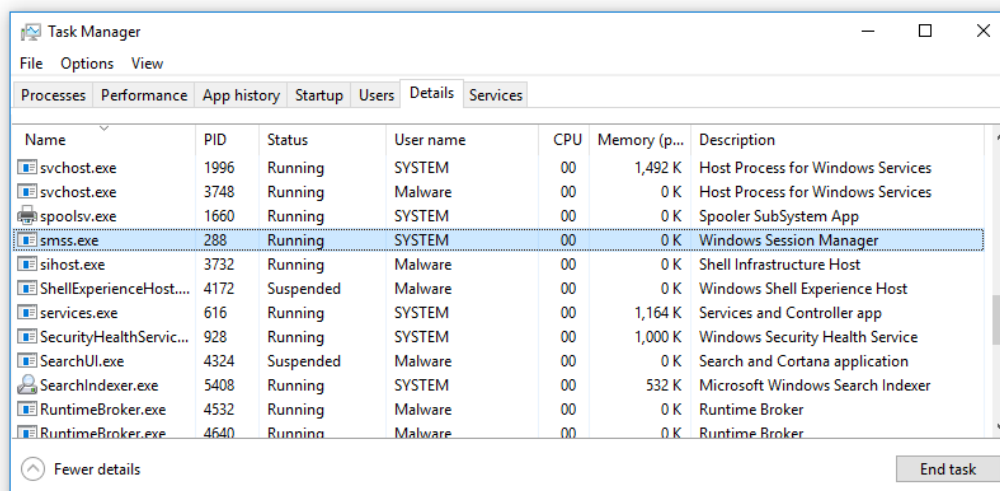 Task Manager
File Options View
Processes Performance App history Startup Users Details Services
Name PID Status User name CPU Memory (p... Description
svchost.exe 1996 Running SYSTEM 00 1,492 K Host Process for Windows Services
svchost.exe 3748 Running Malware 00 0 K Host Process for Windows Services
spoolsv.exe 1660 Running SYSTEM 00 0 K Spooler SubSystem App
smss.exe 288 Running SYSTEM 00 0 K Windows Session Manager
sihost.exe 3732 Running Malware 00 0 K Shell Infrastructure Host
ShellExperienceHost.... 4172 Suspended Malware 00 0 K Windows Shell Experience Host
services.exe 616 Running SYSTEM 00 1,164 K Services and Controller app
SecurityHealthServic... 928 Running SYSTEM 00 1,000 K Windows Security Health Service
SearchUI.exe 4324 Suspended Malware 00 0 K Search and Cortana application
SearchIndexer.exe 5408 Running SYSTEM 00 532 K Microsoft Windows Search Indexer
RuntimeBroker.exe 4532 Running Malware 00 0 K Runtime Broker
RuntimeBroker.exe 4640 Running Malware 00 0 K Runtime Broker
Fewer details End task